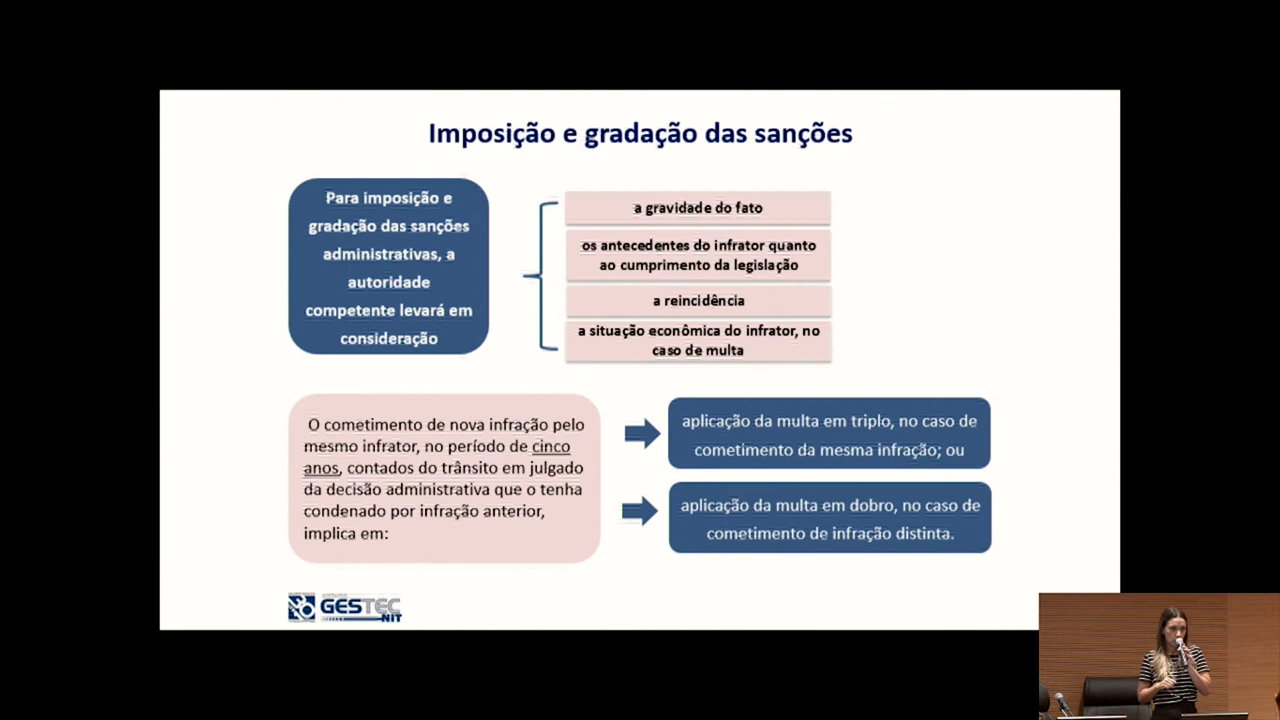 Imposição e gradação das sanções
Para imposição e
gradação das sanções
administrativas, a
autoridade
competente levará em
consideração
a gravidade do fato
os antecedentes do infrator quanto
ao cumprimento da legislação
a reincidência
a situação econômica do infrator, no
caso de multa
O cometimento de nova infração pelo
mesmo infrator, no período de cinco
anos, contados do trânsito em julgado
da decisão administrativa que o tenha
condenado por infração anterior,
implica em:
aplicação da multa em triplo, no caso de
cometimento da mesma infração; ou
aplicação da multa em dobro, no caso de
cometimento de infração distinta.
GESTEC
NIT